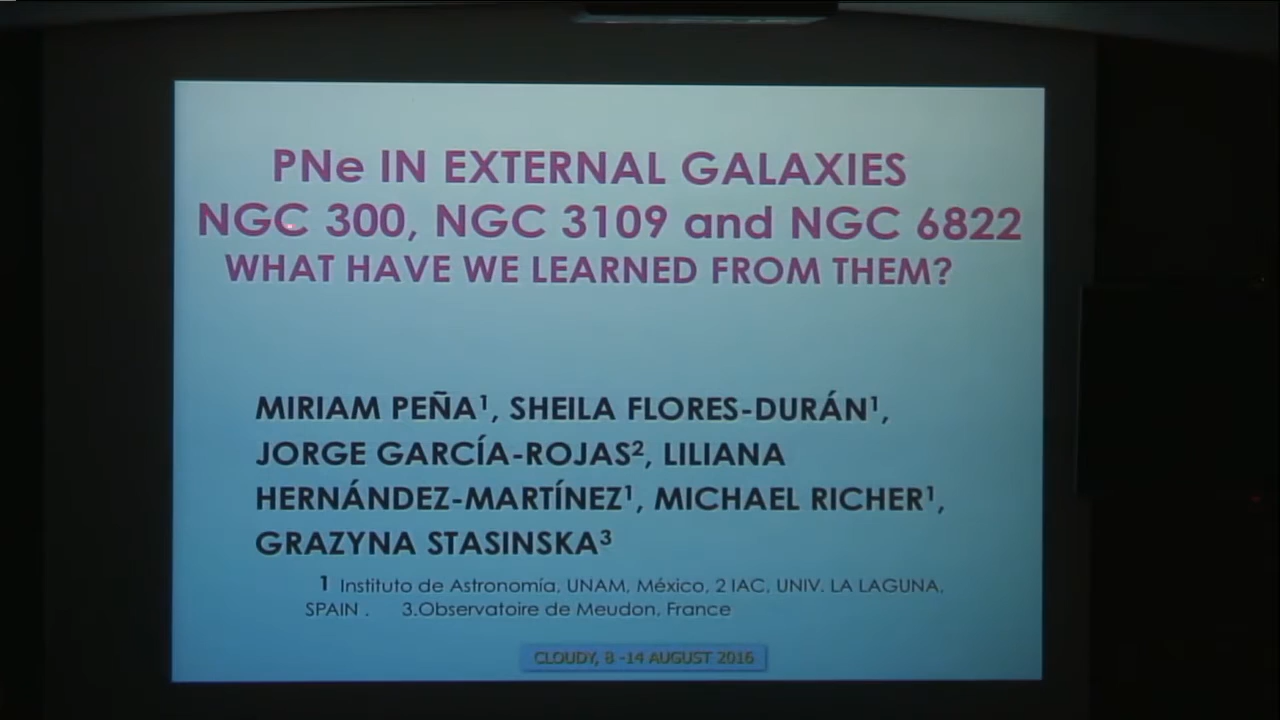 PNe IN EXTERNAL GALAXIES
NGC 300, NGC 3109 and NGC 6822
WHAT HAVE WE LEARNED FROM THEM?
MIRIAM PEÑA¹, SHEILA FLORES-DURÁN¹,
JORGE GARCÍA-ROJAS², LILIANA
HERNÁNDEZ-MARTÍNEZ¹, MICHAEL RICHER¹,
GRAZYNA STASINSKA³
1 Instituto de Astronomía, UNAM, México, 2 IAC, UNIV. LA LAGUNA,
SPAIN . 3.Observatoire de Meudon, France
CLOUDY, 8 -14 AUGUST 2016